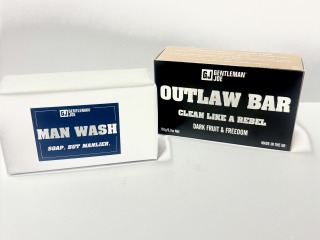 GJ GENTLEMAN
JOE
MAN WASH
SOAP, BUT MANLIER.
GJ GENTLEMAN
JOE
OUTLAW BAR
CLEAN LIKE A REBEL
DARK FRUIT & FREEDOM
MADE IN THE UK